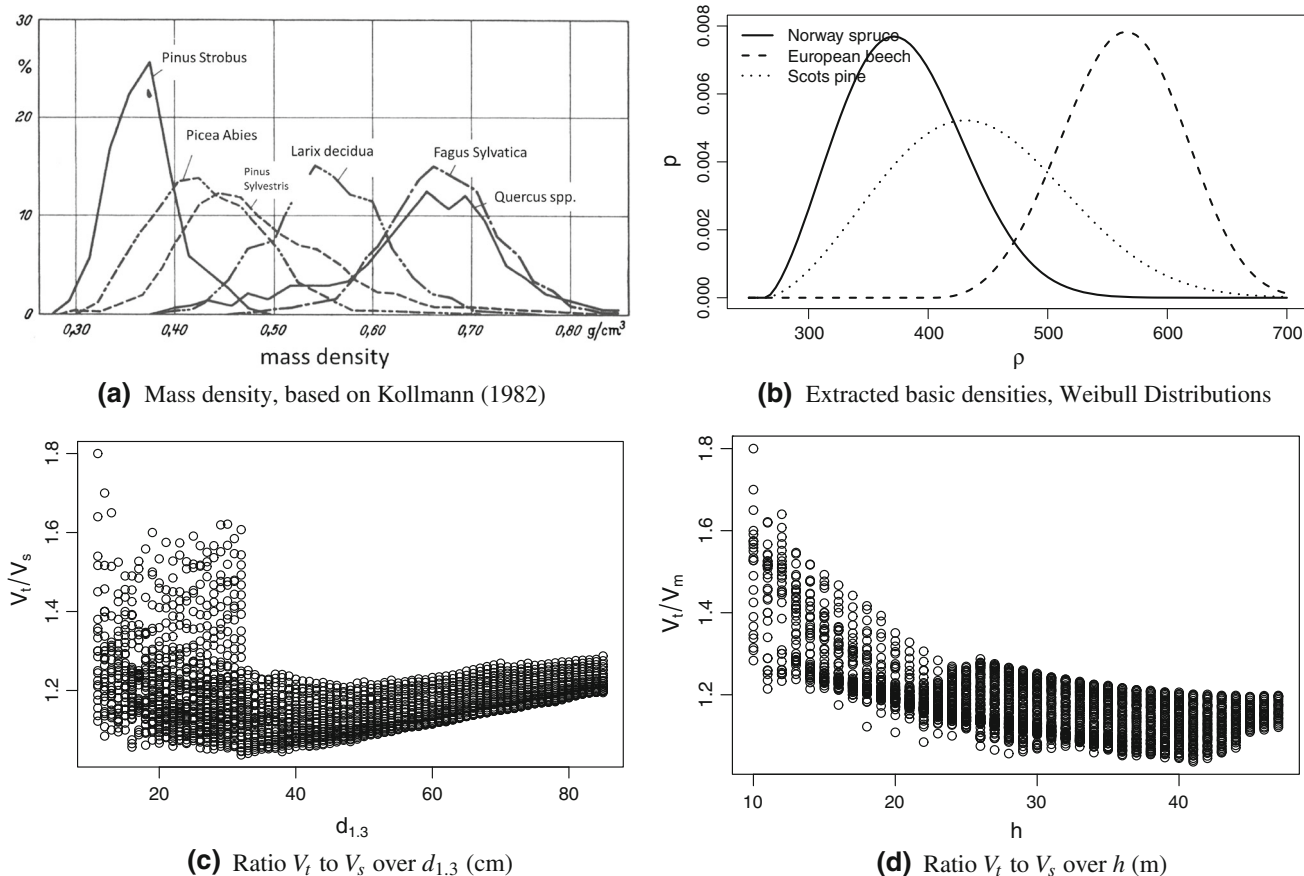 30
%
20
10
0
Pinus Strobus
Picea Abies
Pinus
Sylvestris
Larix decidua
Fagus Sylvatica
Quercus spp.
0,30 0,40 0,50 0,60 0,70 0,80 g/cm³
mass density
(a) Mass density, based on Kollmann (1982)
Norway spruce
European beech
Scots pine
p
0.008
0.006
0.004
0.002
0.000
300 400 500 600 700
ρ
(b) Extracted basic densities, Weibull Distributions
V_t/V_s
1.8
1.6
1.4
1.2
20 40 60 80
d_1.3
(c) Ratio V_t to V_s over d_1.3 (cm)
V_t/V_m
1.8
1.6
1.4
1.2
10 20 30 40
h
(d) Ratio V_t to V_s over h (m)